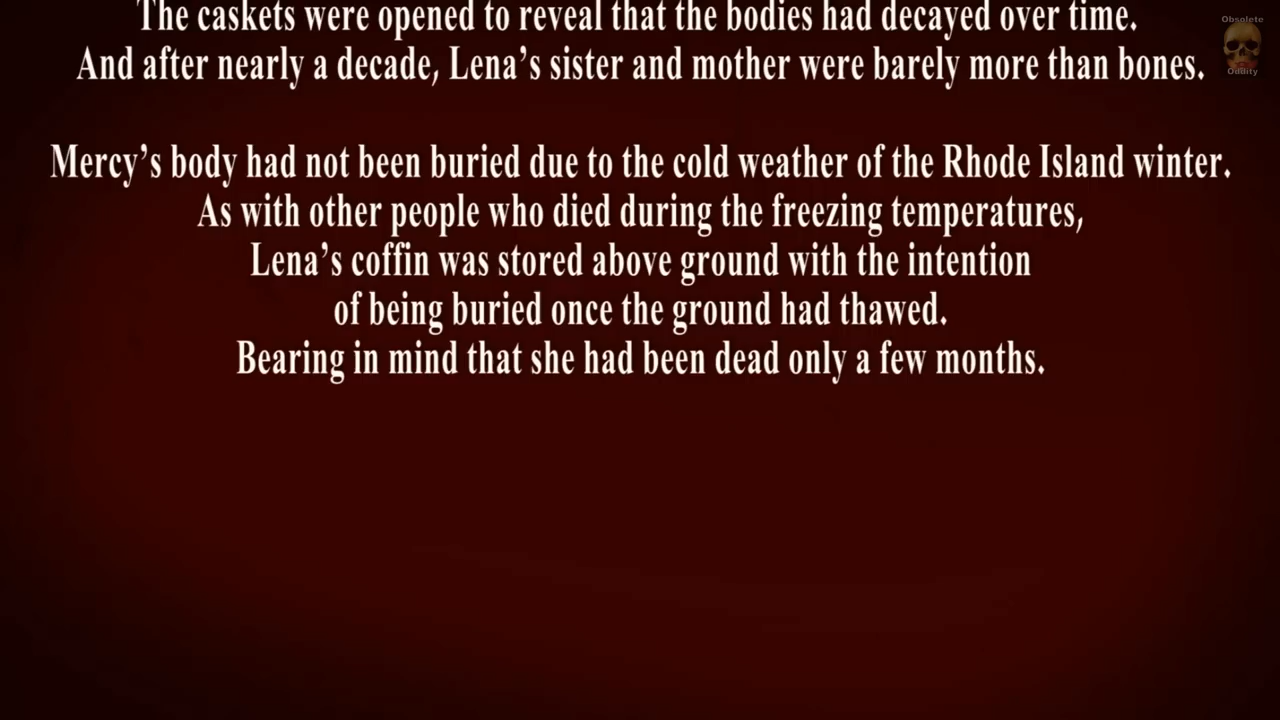 The caskets were opened to reveal that the bodies had decayed over time.
And after nearly a decade, Lena’s sister and mother were barely more than bones.
Mercy’s body had not been buried due to the cold weather of the Rhode Island winter.
As with other people who died during the freezing temperatures,
Lena’s coffin was stored above ground with the intention
of being buried once the ground had thawed.
Bearing in mind that she had been dead only a few months.
Obsolete
Oddity